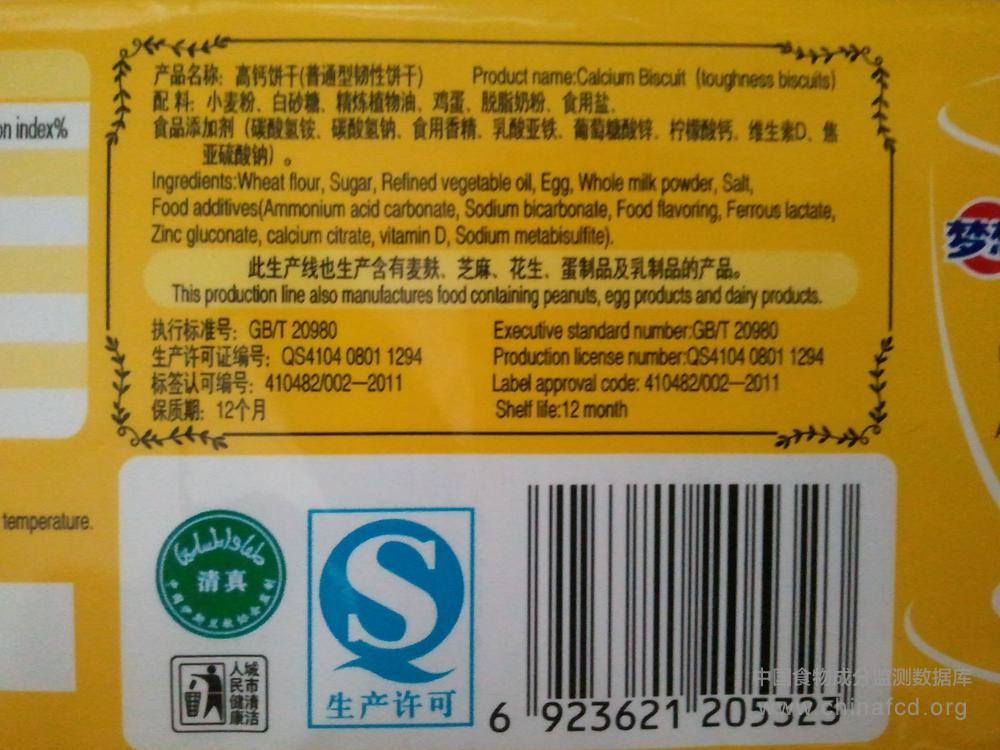 on index%
产品名称：高钙饼干(普通型韧性饼干)
Product name:Calcium Biscuit（toughness biscuits）
配 料：小麦粉、白砂糖、精炼植物油、鸡蛋、脱脂奶粉、食用盐、
食品添加剂（碳酸氢铵、碳酸氢钠、食用香精、乳酸亚铁、葡萄糖酸锌、柠檬酸钙、维生素D、焦
亚硫酸钠）。
Ingredients:Wheat flour, Sugar, Refined vegetable oil, Egg, Whole milk powder, Salt,
Food additives(Ammonium acid carbonate, Sodium bicarbonate, Food flavoring, Ferrous lactate,
Zinc gluconate, calcium citrate, vitamin D, Sodium metabisulfite).
此生产线也生产含有麦麸、芝麻、花生、蛋制品及乳制品的产品。
This production line also manufactures food containing peanuts, egg products and dairy products.
执行标准号：GB/T 20980
Executive standard number:GB/T 20980
生产许可证编号：QS4104 0801 1294
Production license number:QS4104 0801 1294
标签认可编号：410482/002—2011
Label approval code: 410482/002—2011
保质期：12个月
Shelf life:12 month
梦想
temperature.
清真
中国伊斯兰教协会监制
人民健康
城市清洁
S
生产许可
6 923621 205323
中国食物成分监测数据库
www.chinafcd.org